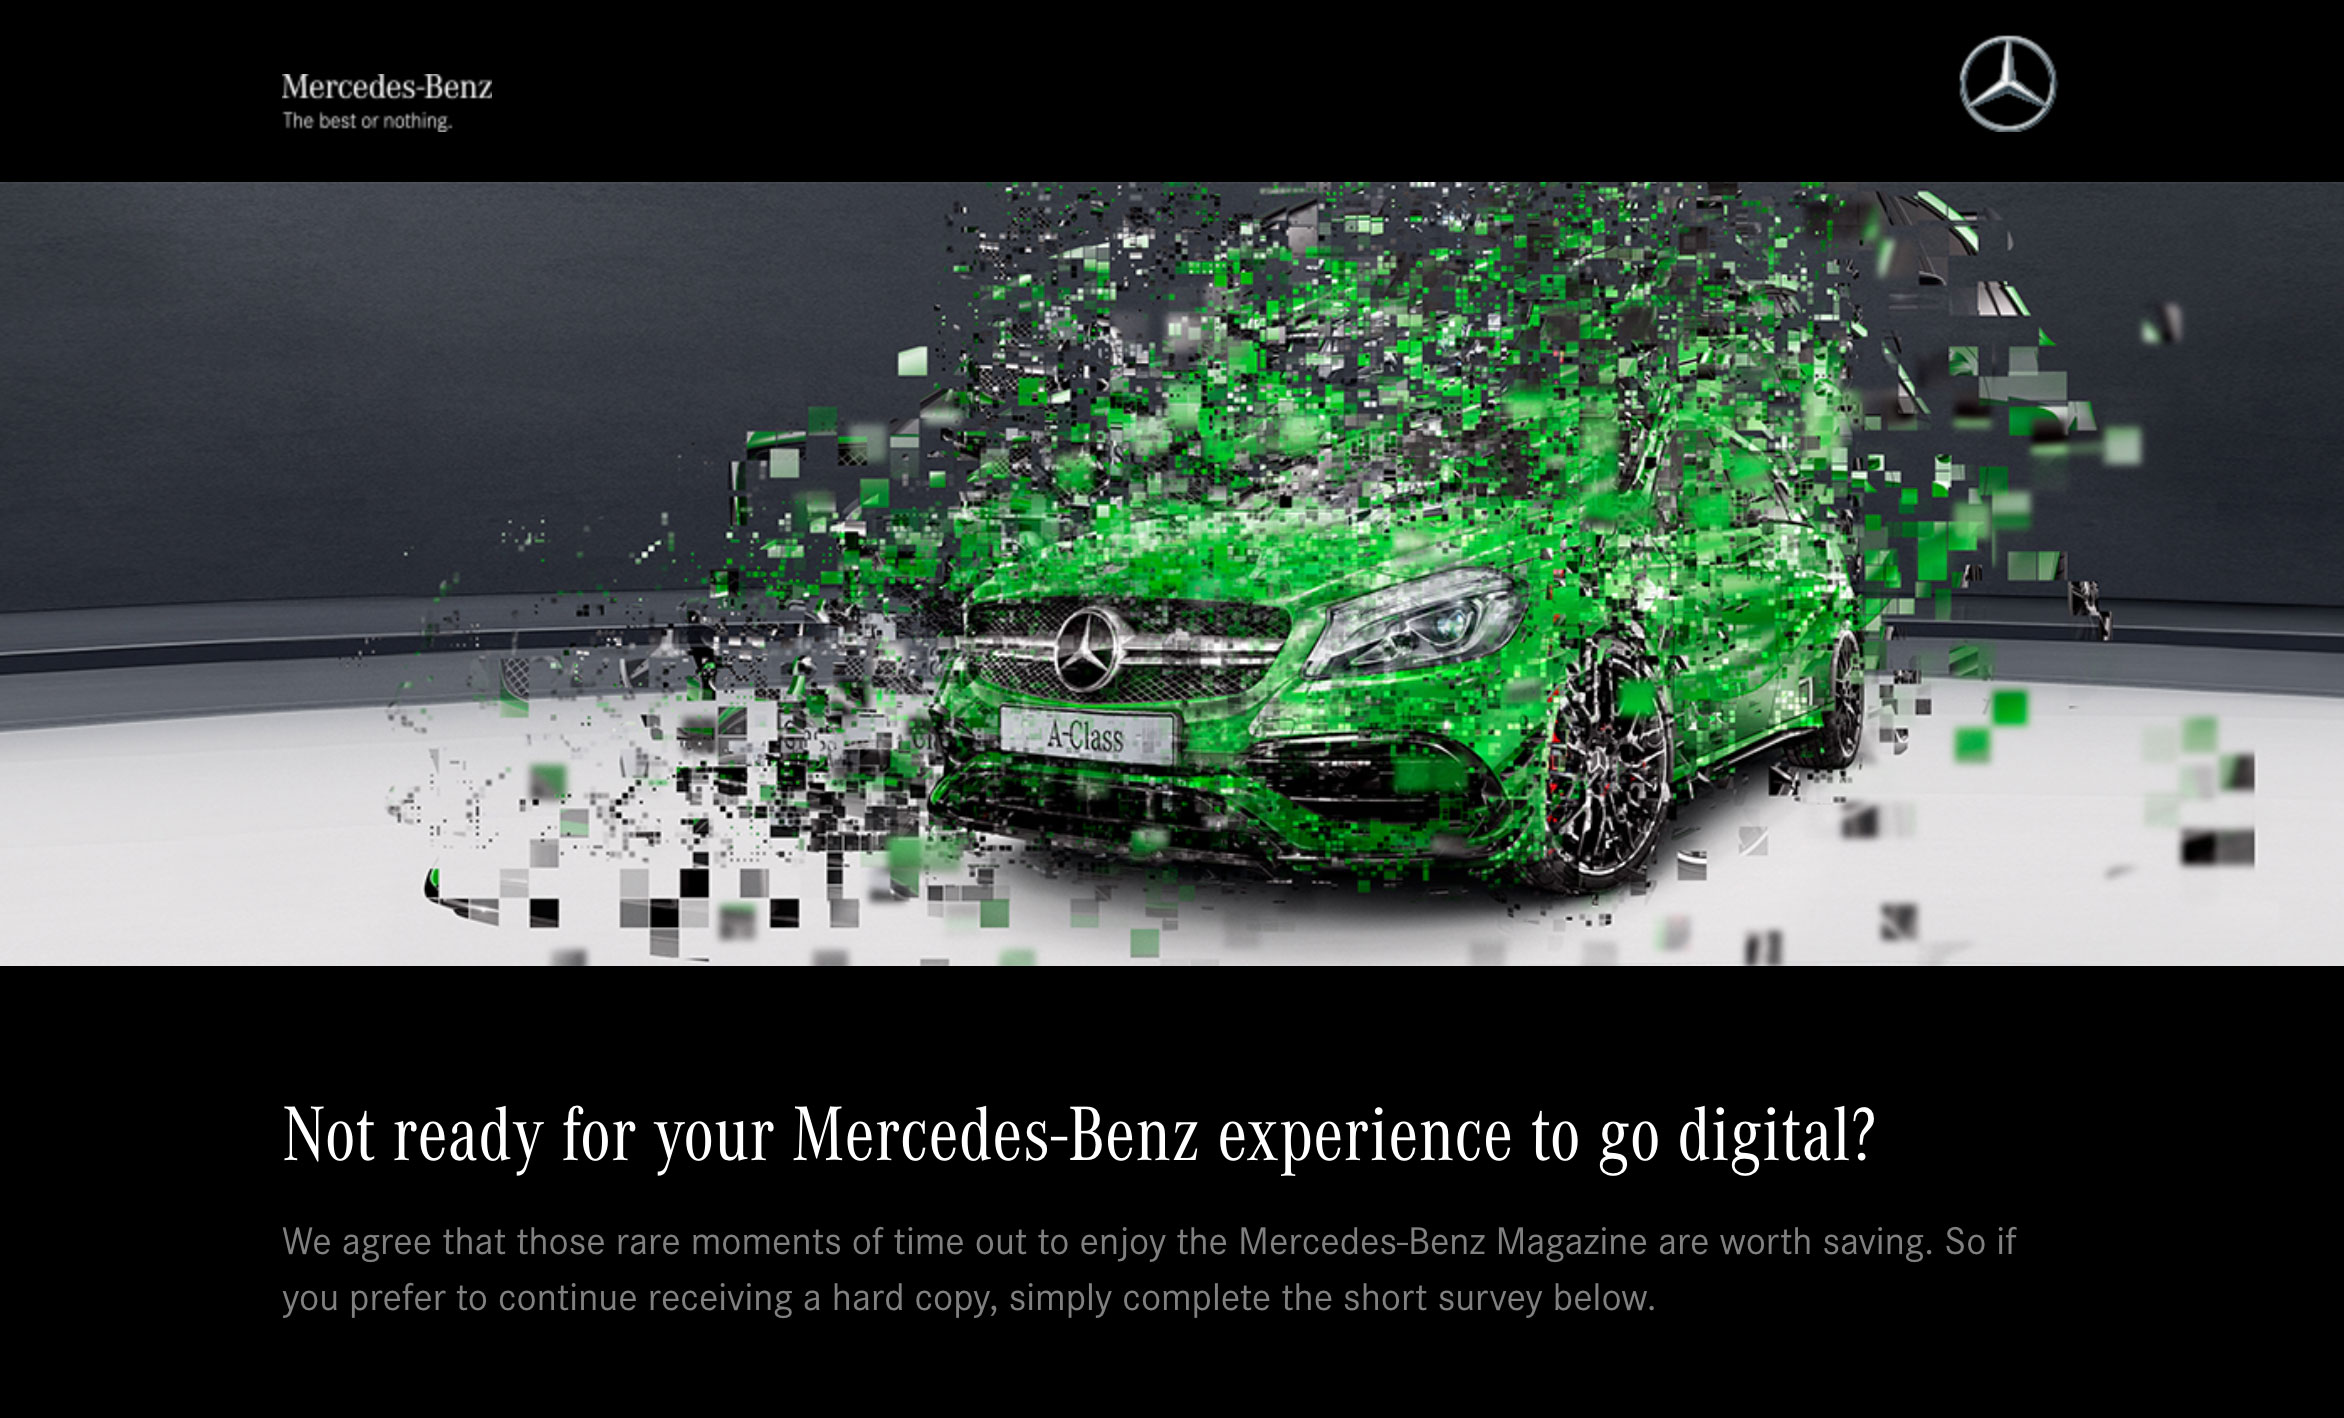 Mercedes-Benz
The best or nothing.
A-Class
Not ready for your Mercedes-Benz experience to go digital?
We agree that those rare moments of time out to enjoy the Mercedes-Benz Magazine are worth saving. So if
you prefer to continue receiving a hard copy, simply complete the short survey below.